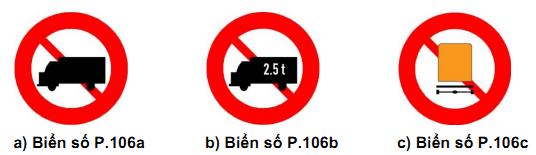 2.5 t
a) Biển số P.106a
b) Biển số P.106b
c) Biển số P.106c